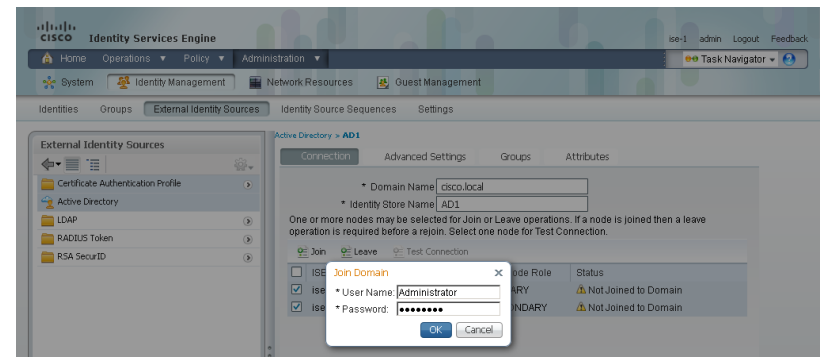 CISCO Identity Services Engine
ise-1 admin Logout Feedback
Home Operations ▼ Policy ▼ Administration ▼
Task Navigator
System Identity Management Network Resources Guest Management
Identities Groups External Identity Sources Identity Source Sequences Settings
External Identity Sources
Certificate Authentication Profile
Active Directory
LDAP
RADIUS Token
RSA SecurID
Active Directory > AD1
Connection Advanced Settings Groups Attributes
* Domain Name cisco.local
* Identity Store Name AD1
One or more nodes may be selected for Join or Leave operations. If a node is joined then a leave
operation is required before a rejoin. Select one node for Test Connection.
Join Leave Test Connection
ISE ode Role Status
ise ARY Not Joined to Domain
ise ONDARY Not Joined to Domain
Join Domain
* User Name: Administrator
* Password: ••••••••
OK Cancel